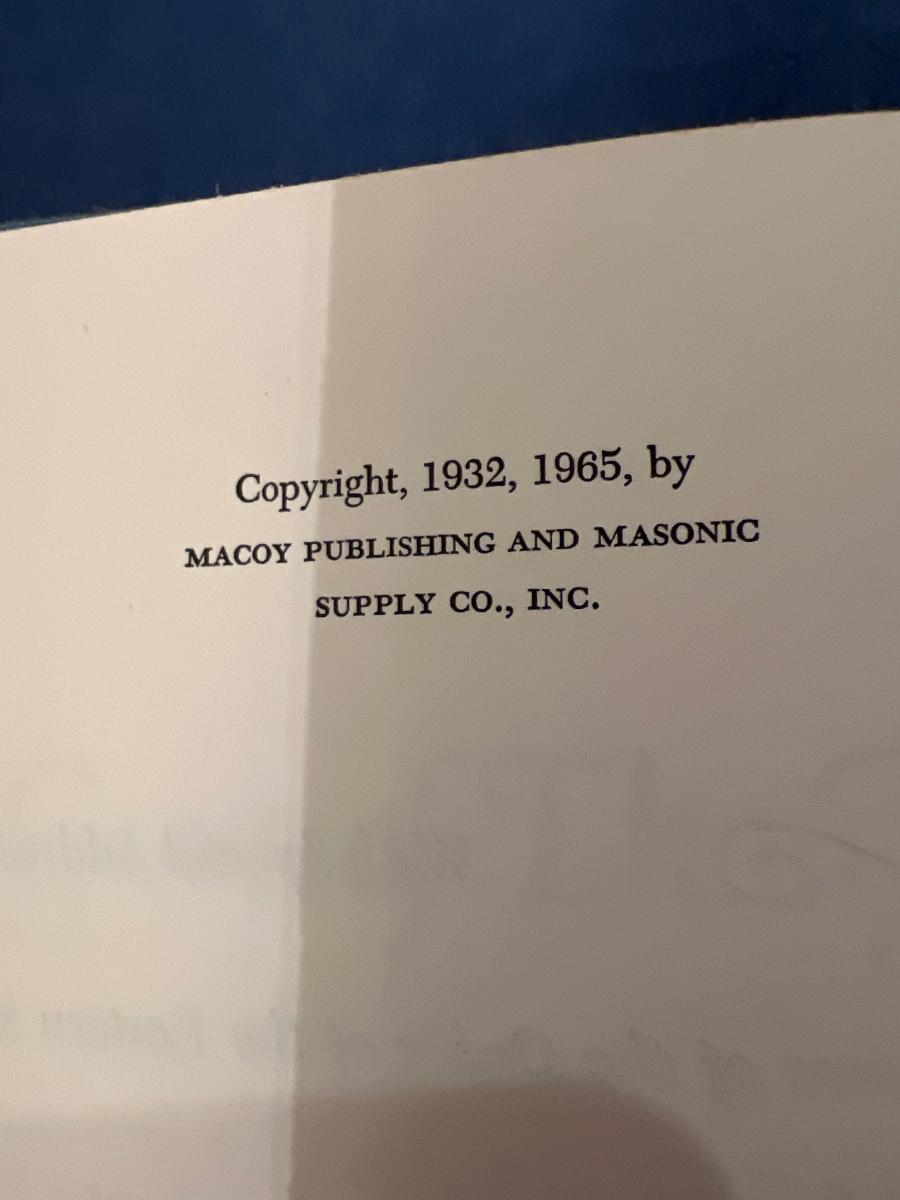 Copyright, 1932, 1965, by
MACOY PUBLISHING AND MASONIC
SUPPLY CO., INC.